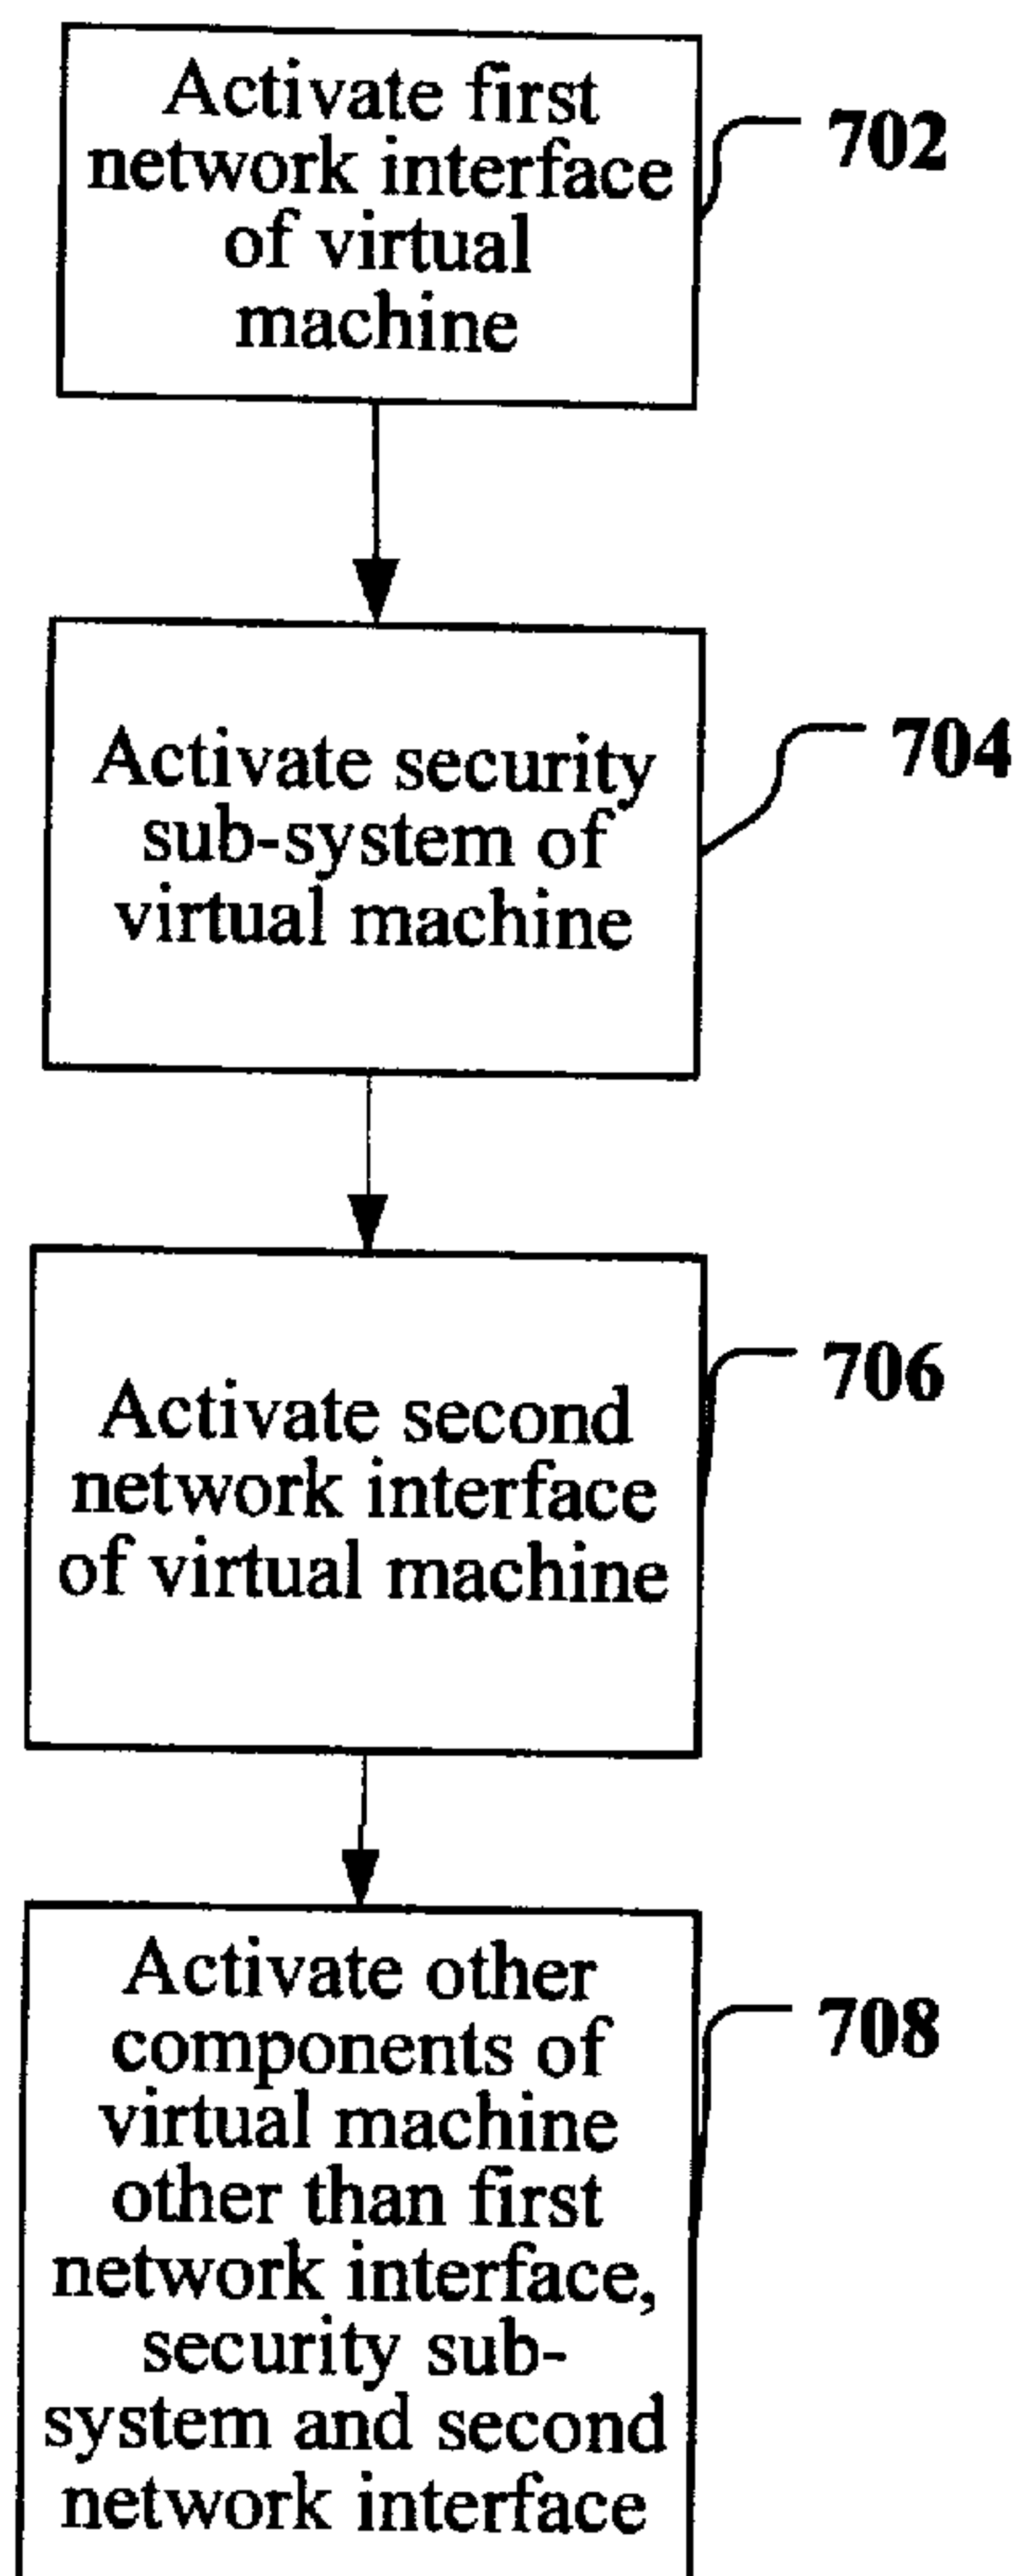 Activate first
network interface
of virtual
machine
702
Activate security
sub-system of
virtual machine
704
Activate second
network interface
of virtual machine
706
Activate other
components of
virtual machine
other than first
network interface,
security sub-
system and second
network interface
708